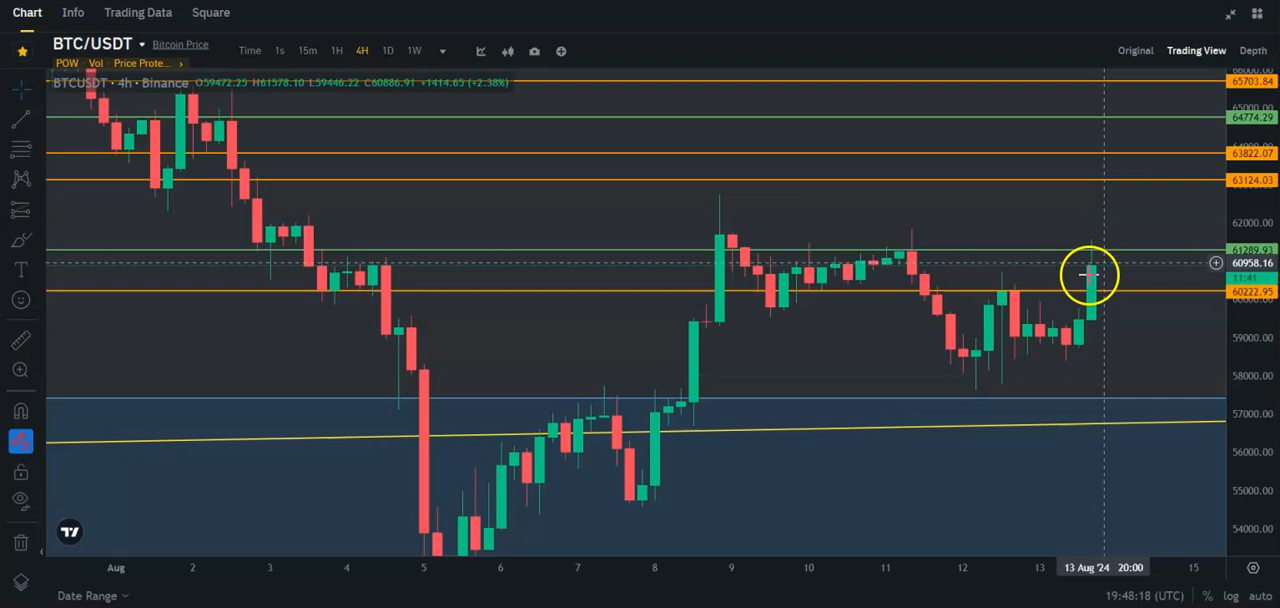 Chart Info Trading Data Square
BTC/USDT Bitcoin Price Time 1s 15m 1H 4H 1D 1W Original Trading View Depth
POW Vol Price Prote...
BTCUSDT · 4h · Binance O59472.25 H61578.10 L59446.22 C60886.91 +1414.65 (+2.38%)
66000.00
65703.84
65000.00
64774.29
63822.07
63124.03
62000.00
61289.93
60958.16
11:41
60222.95
59000.00
58000.00
57000.00
56000.00
55000.00
54000.00
Aug 2 3 4 5 6 7 8 9 10 11 12 13 13 Aug '24 20:00 15
Date Range 19:48:18 (UTC) % log auto